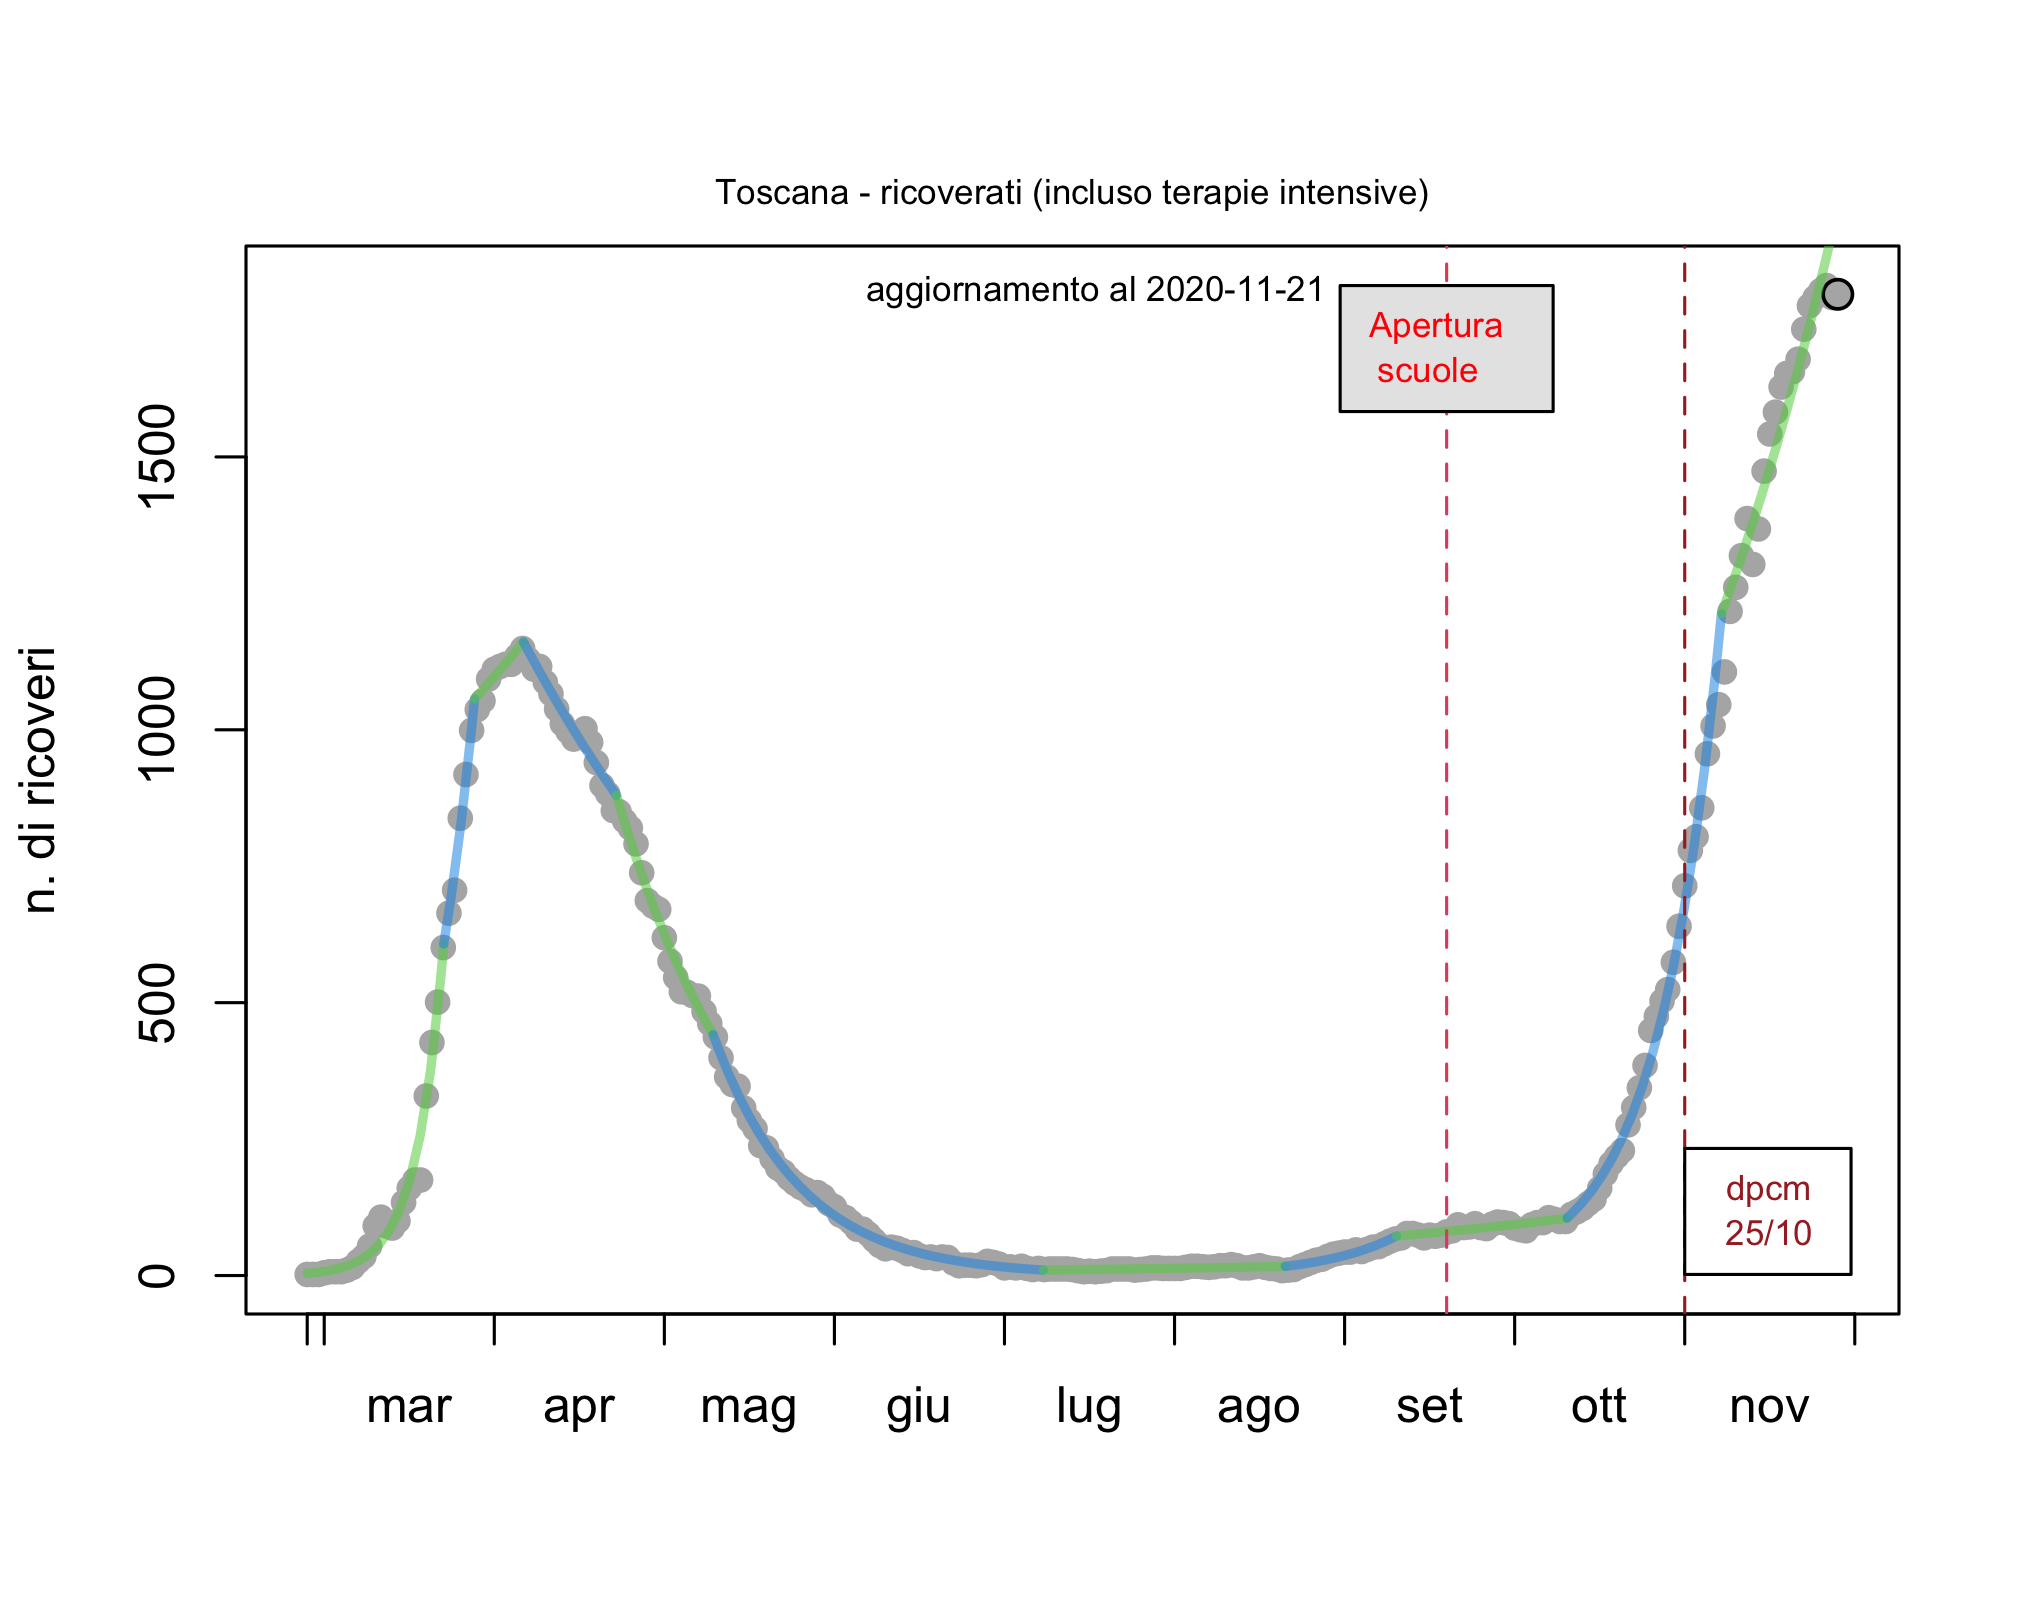 Toscana - ricoverati (incluso terapie intensive)
aggiornamento al 2020-11-21
Apertura
scuole
n. di ricoveri
1500
1000
500
0
dpcm
25/10
mar apr mag giu lug ago set ott nov